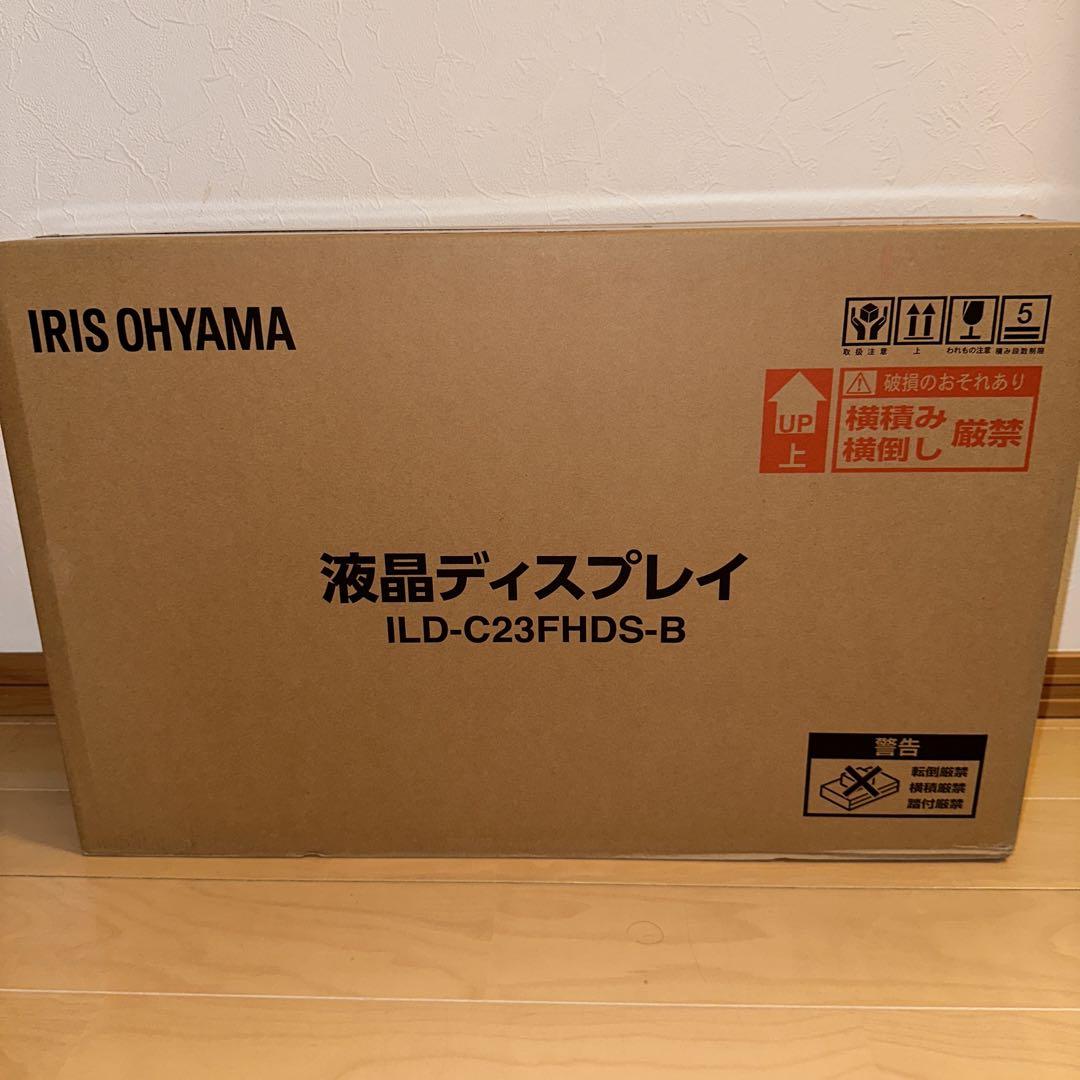 IRIS OHYAMA
5
取扱注意
上
われもの注意
積み段数制限
UP
上
破損のおそれあり
横積み
横倒し
厳禁
液晶ディスプレイ
ILD-C23FHDS-B
警告
転倒厳禁
横積厳禁
踏付厳禁